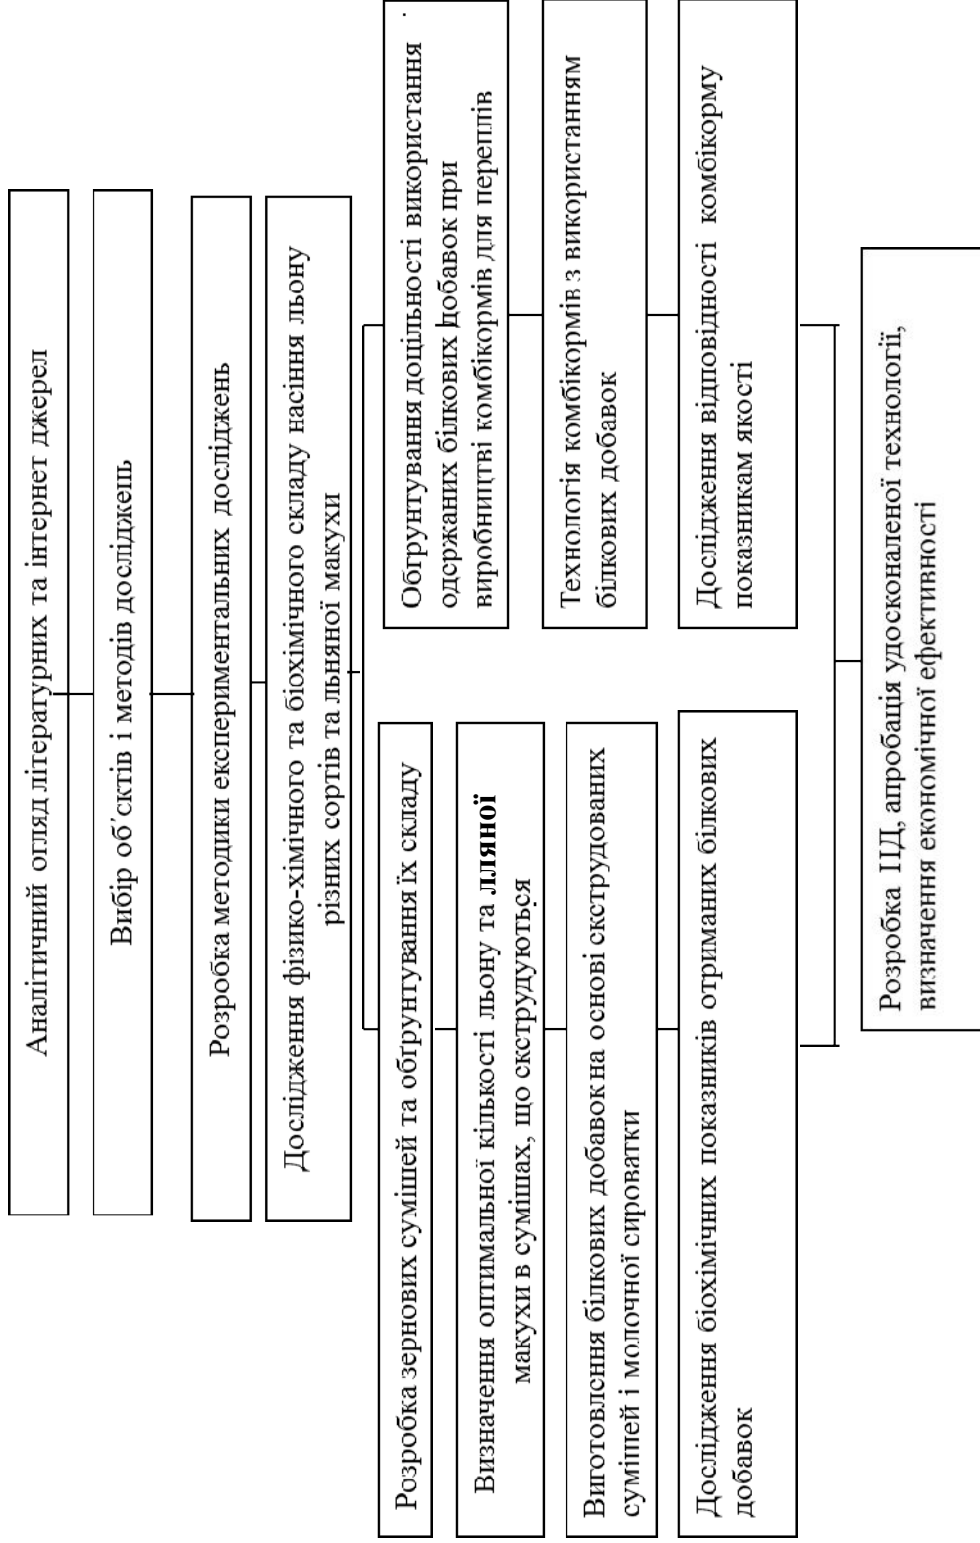 Аналітичний огляд літературних та інтернет джерел
Вибір об'єктів і методів досліджень
Розробка методики експериментальних досліджень
Дослідження фізико-хімічного та біохімічного складу насіння льону
різних сортів та льняної макухи
Розробка зернових сумішей та обґрунтування їх складу
Визначення оптимальної кількості льону та лляної
макухи в сумішах, що екструдуються
Виготовлення білкових добавок на основі екструдованих
сумішей і молочної сироватки
Дослідження біохімічних показників отриманих білкових
добавок
Обґрунтування доцільності використання
одержаних білкових добавок при
виробництві комбікормів для переплів
Технологія комбікормів з використанням
білкових добавок
Дослідження відповідності комбікорму
показникам якості
Розробка ПД, апробація удосконаленої технології,
визначення економічної ефективності